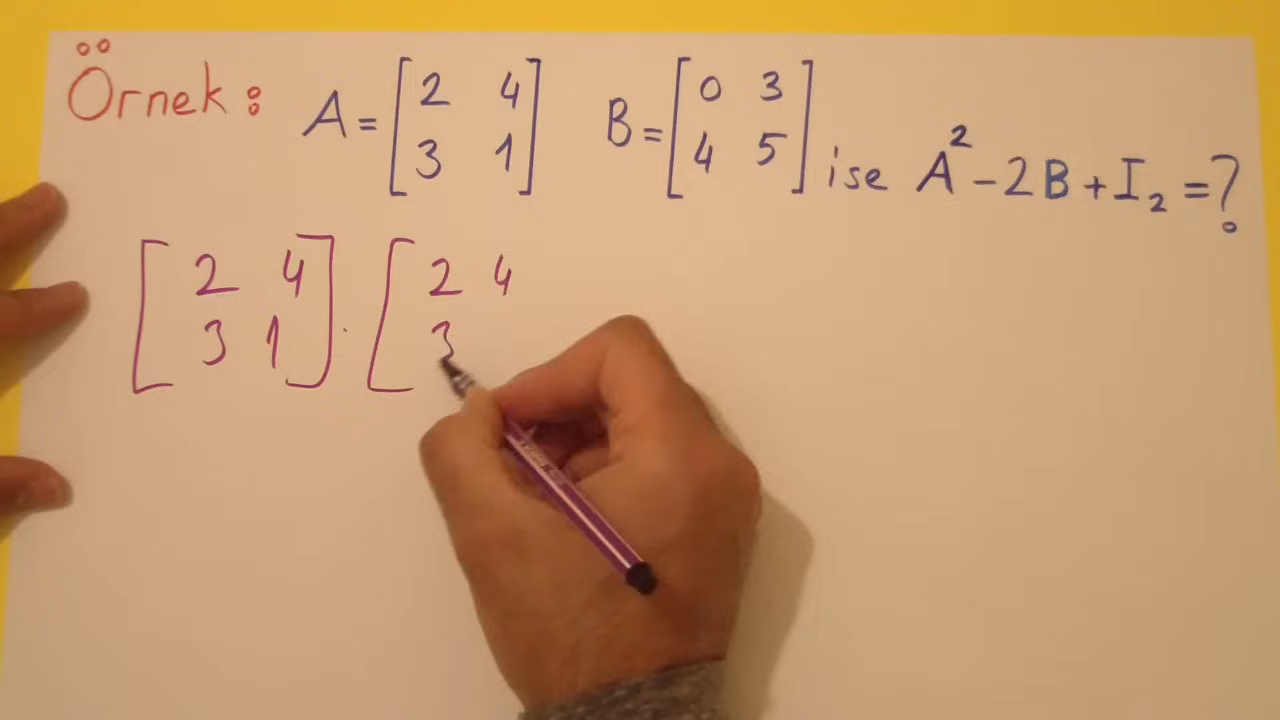 Örnek: A = [2 4 3 1] B = [0 3 4 5] ise A² - 2B + I₂ = ?
[2 4 3 1] · [2 4 3